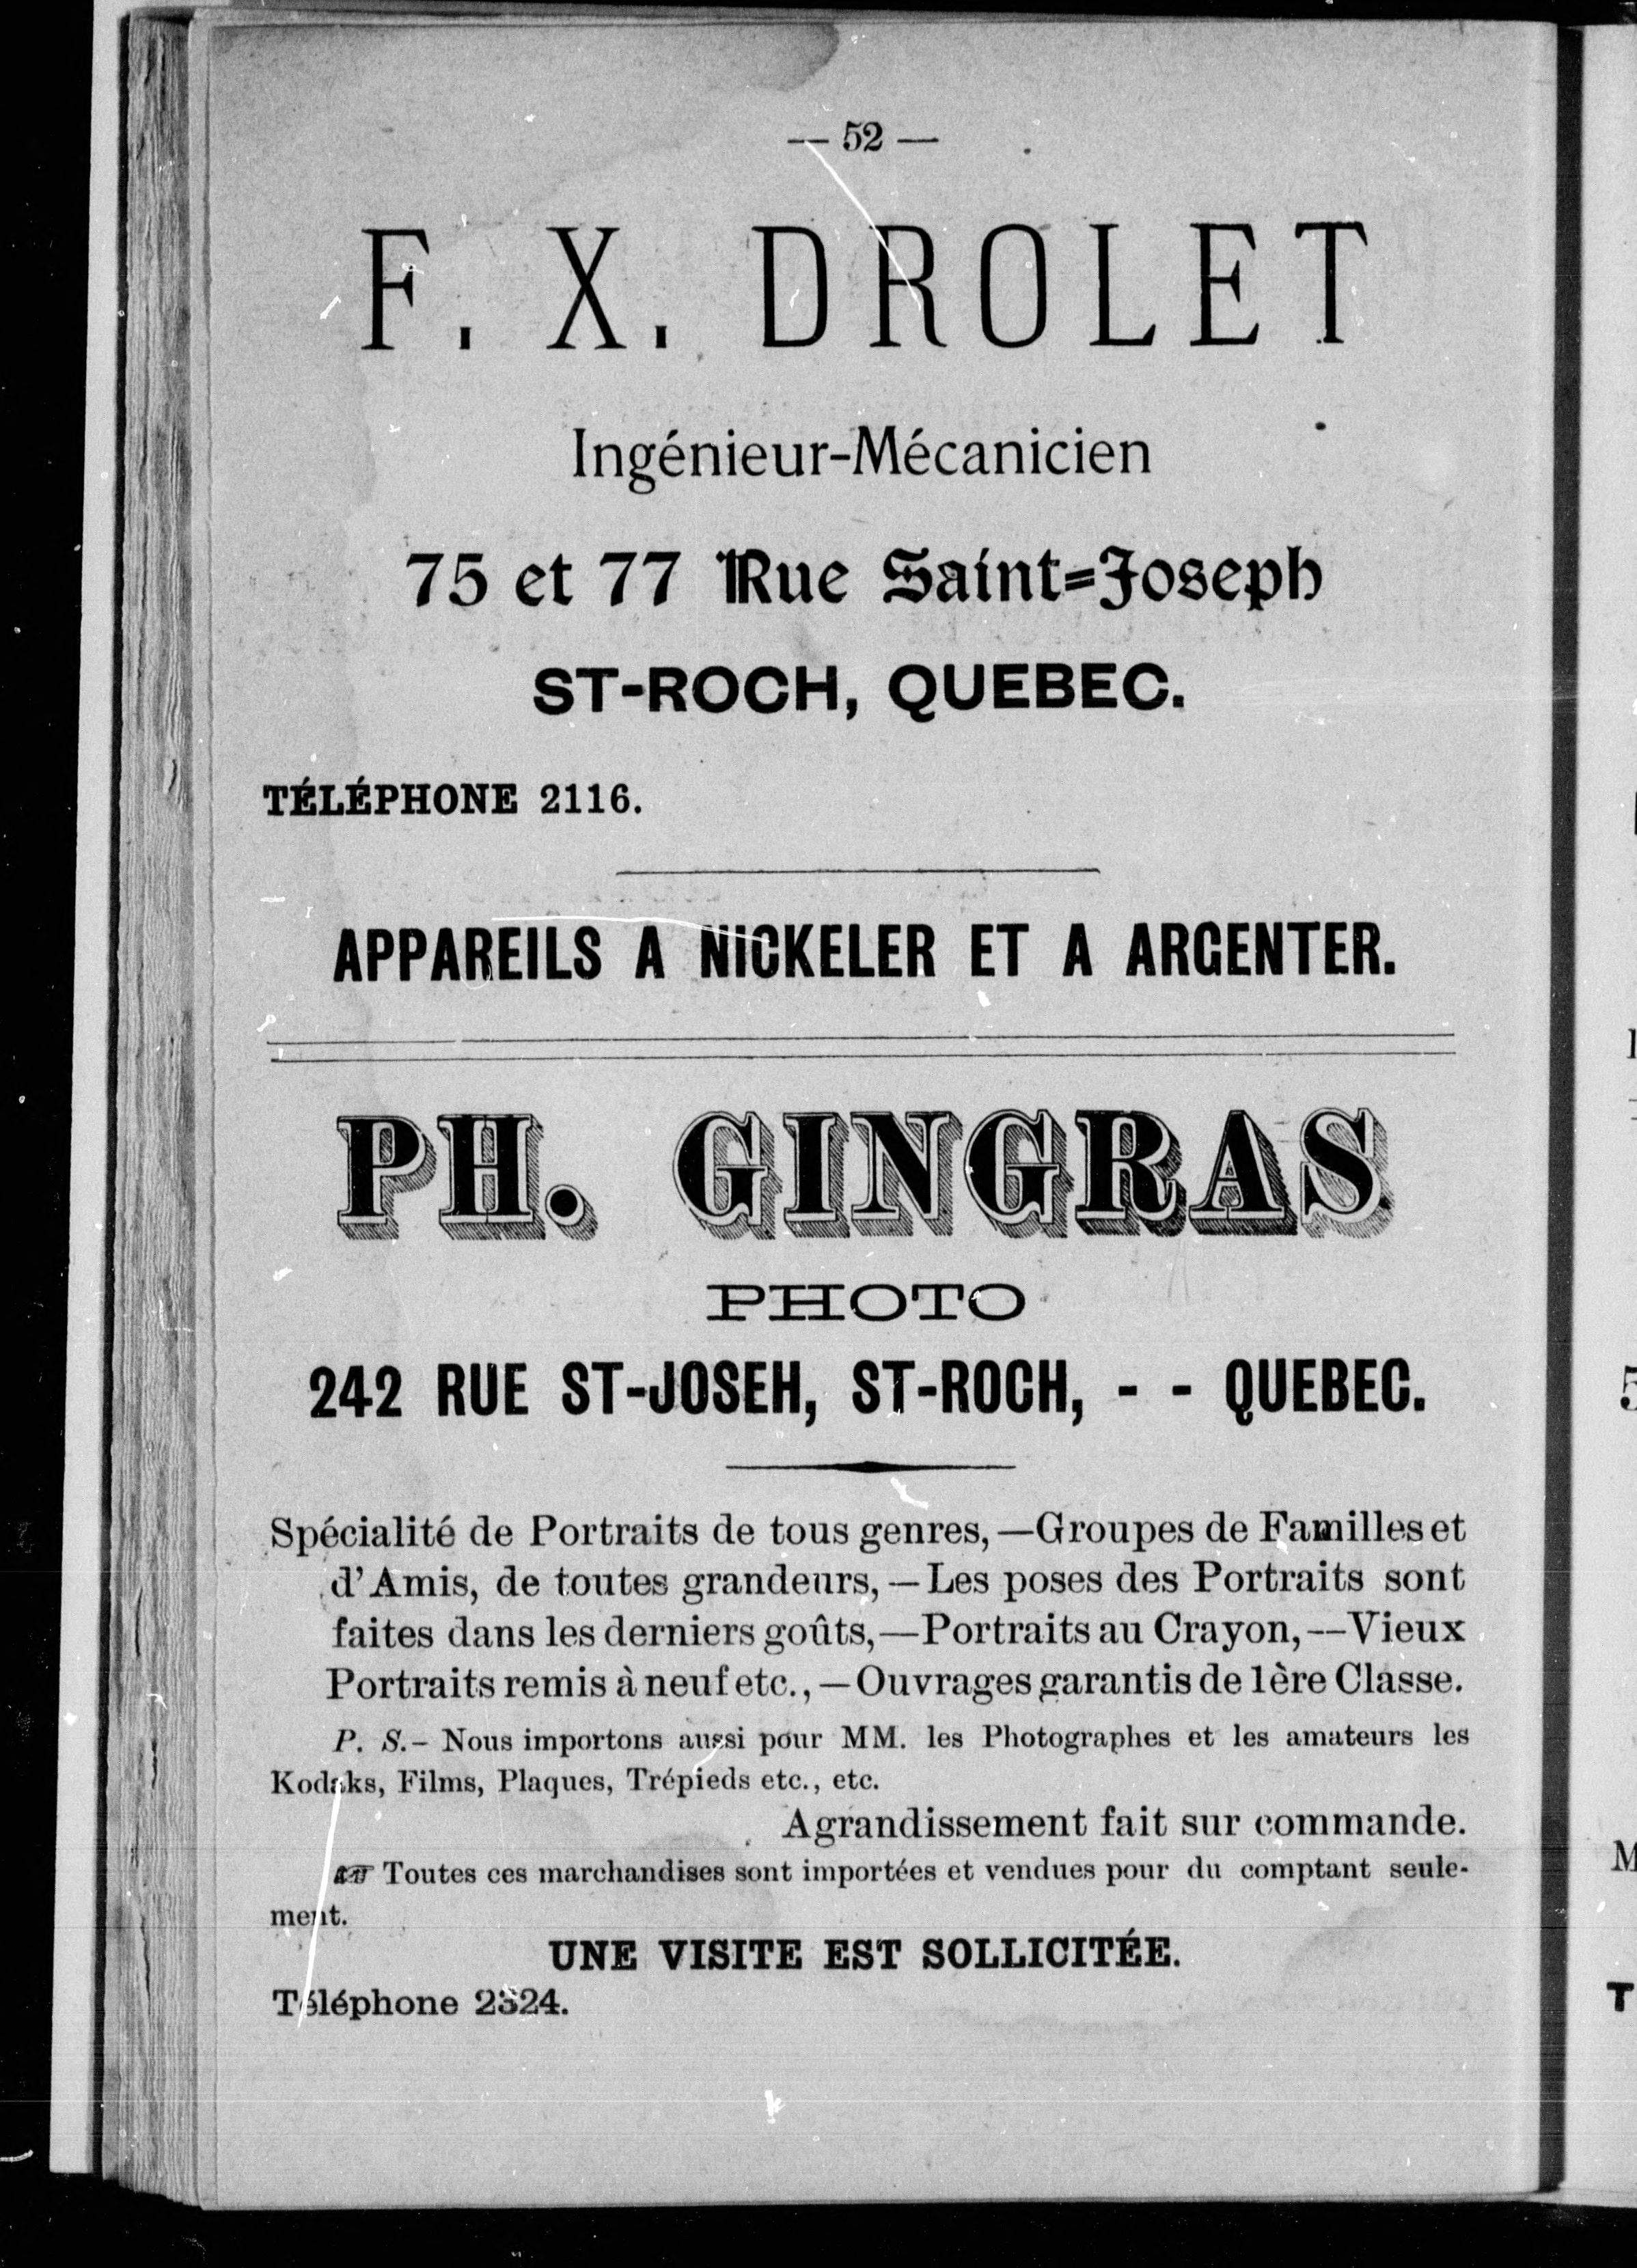 — 52 —
F. X. DROLET
Ingénieur-Mécanicien
75 et 77 Rue Saint=Joseph
ST-ROCH, QUEBEC.
TÉLÉPHONE 2116.
APPAREILS A NICKELER ET A ARGENTER.
PH. GINGRAS
PHOTO
242 RUE ST-JOSEH, ST-ROCH, - - QUEBEC.
Spécialité de Portraits de tous genres,—Groupes de Familles et
d'Amis, de toutes grandeurs,—Les poses des Portraits sont
faites dans les derniers goûts,—Portraits au Crayon,—Vieux
Portraits remis à neuf etc.,—Ouvrages garantis de 1ère Classe.
P. S.– Nous importons aussi pour MM. les Photographes et les amateurs les
Kodaks, Films, Plaques, Trépieds etc., etc.
Agrandissement fait sur commande.
☞ Toutes ces marchandises sont importées et vendues pour du comptant seule-
ment.
UNE VISITE EST SOLLICITÉE.
Téléphone 2324.